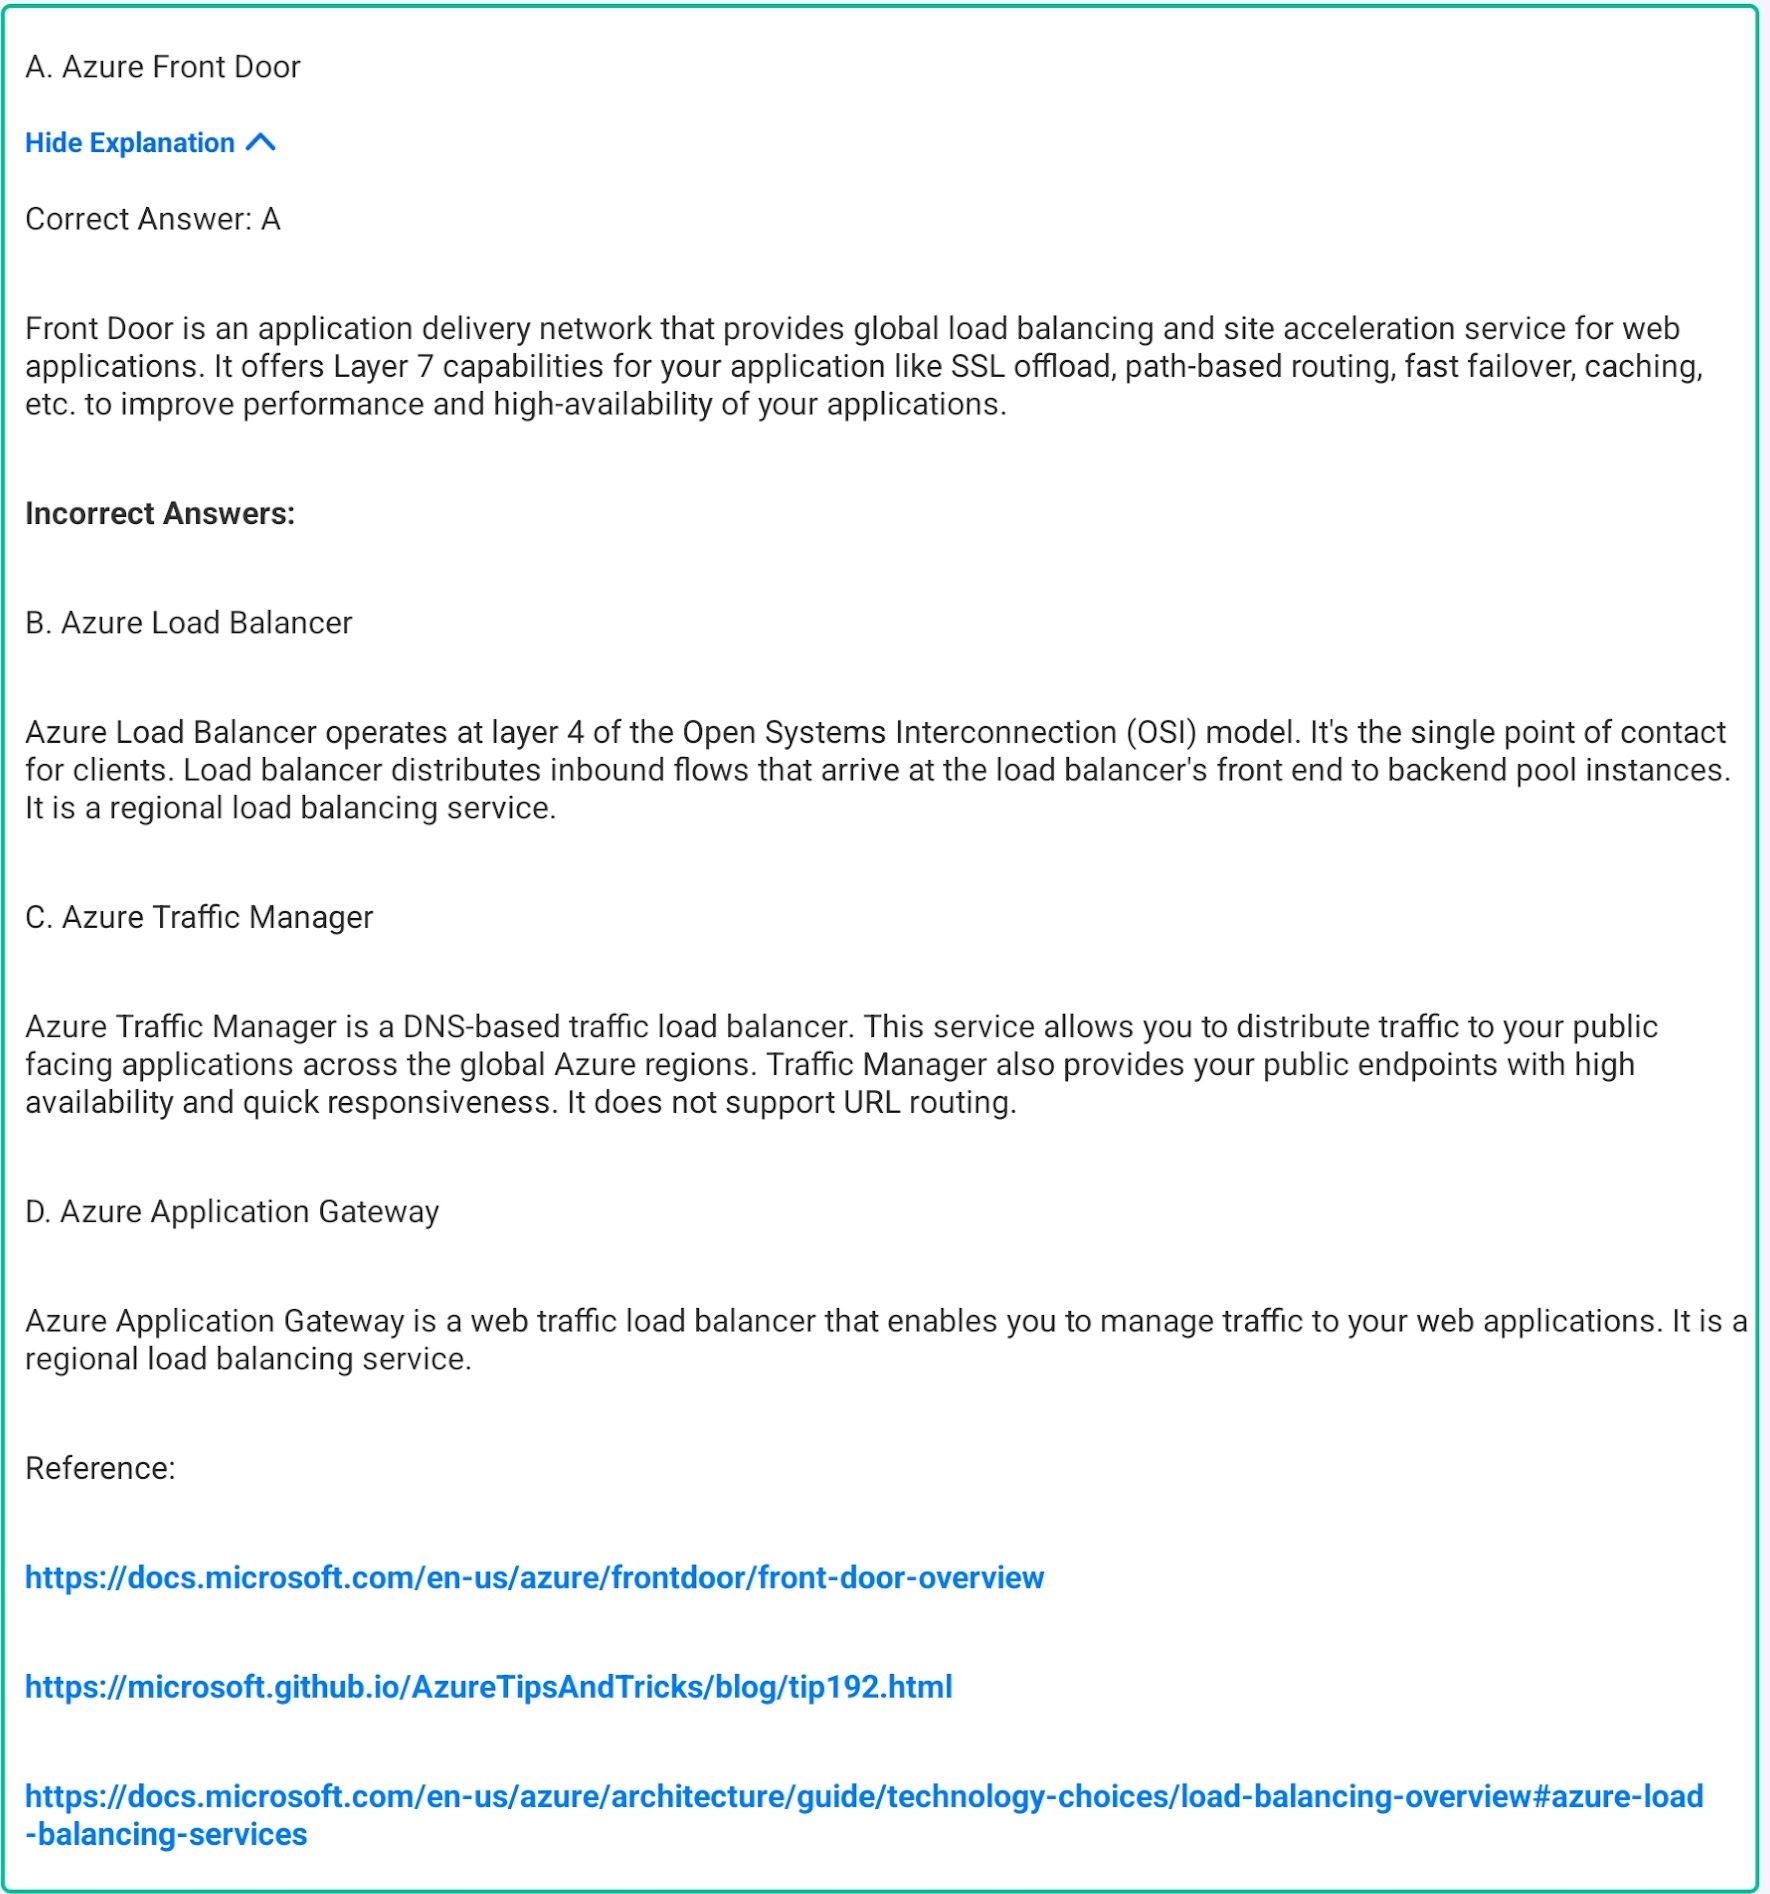 A. Azure Front Door
Hide Explanation
Correct Answer: A
Front Door is an application delivery network that provides global load balancing and site acceleration service for web
applications. It offers Layer 7 capabilities for your application like SSL offload, path-based routing, fast failover, caching,
etc. to improve performance and high-availability of your applications.
Incorrect Answers:
B. Azure Load Balancer
Azure Load Balancer operates at layer 4 of the Open Systems Interconnection (OSI) model. It's the single point of contact
for clients. Load balancer distributes inbound flows that arrive at the load balancer's front end to backend pool instances.
It is a regional load balancing service.
C. Azure Traffic Manager
Azure Traffic Manager is a DNS-based traffic load balancer. This service allows you to distribute traffic to your public
facing applications across the global Azure regions. Traffic Manager also provides your public endpoints with high
availability and quick responsiveness. It does not support URL routing.
D. Azure Application Gateway
Azure Application Gateway is a web traffic load balancer that enables you to manage traffic to your web applications. It is a
regional load balancing service.
Reference:
https://docs.microsoft.com/en-us/azure/frontdoor/front-door-overview
https://microsoft.github.io/AzureTipsAndTricks/blog/tip192.html
https://docs.microsoft.com/en-us/azure/architecture/guide/technology-choices/load-balancing-overview#azure-load
-balancing-services